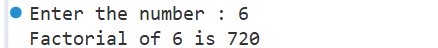 Enter the number : 6
Factorial of 6 is 720